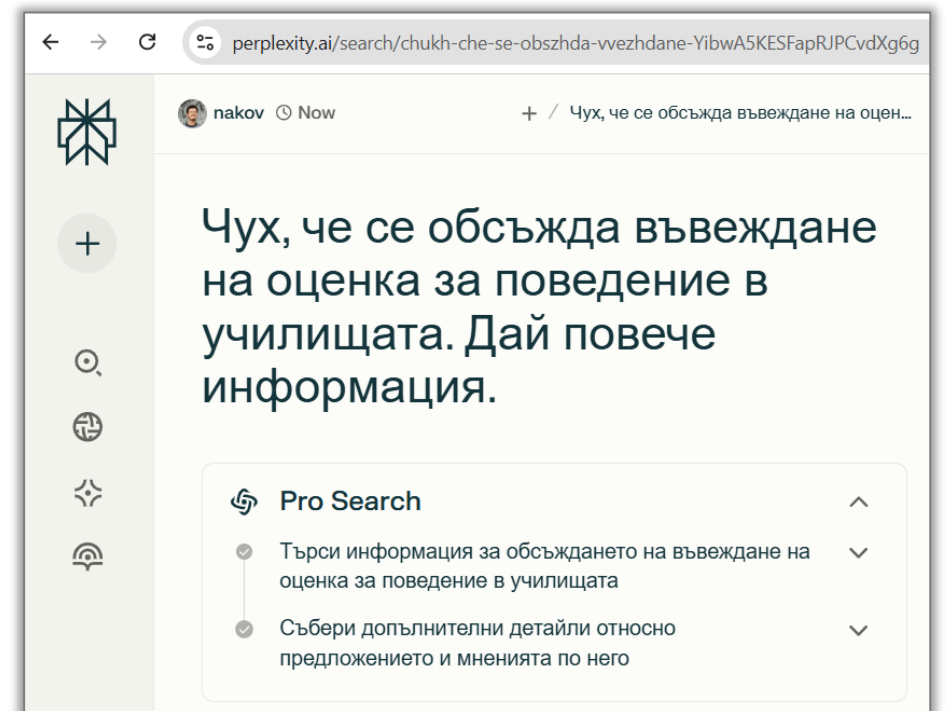 perplexity.ai/search/chukh-che-se-obszhda-vvezhdane-YibwA5KESFapRJPCvdXg6g
nakov Now
+ / Чух, че се обсъжда въвеждане на оцен...
Чух, че се обсъжда въвеждане
на оценка за поведение в
училищата. Дай повече
информация.
Pro Search
Търси информация за обсъждането на въвеждане на
оценка за поведение в училищата
Събери допълнителни детайли относно
предложението и мненията по него